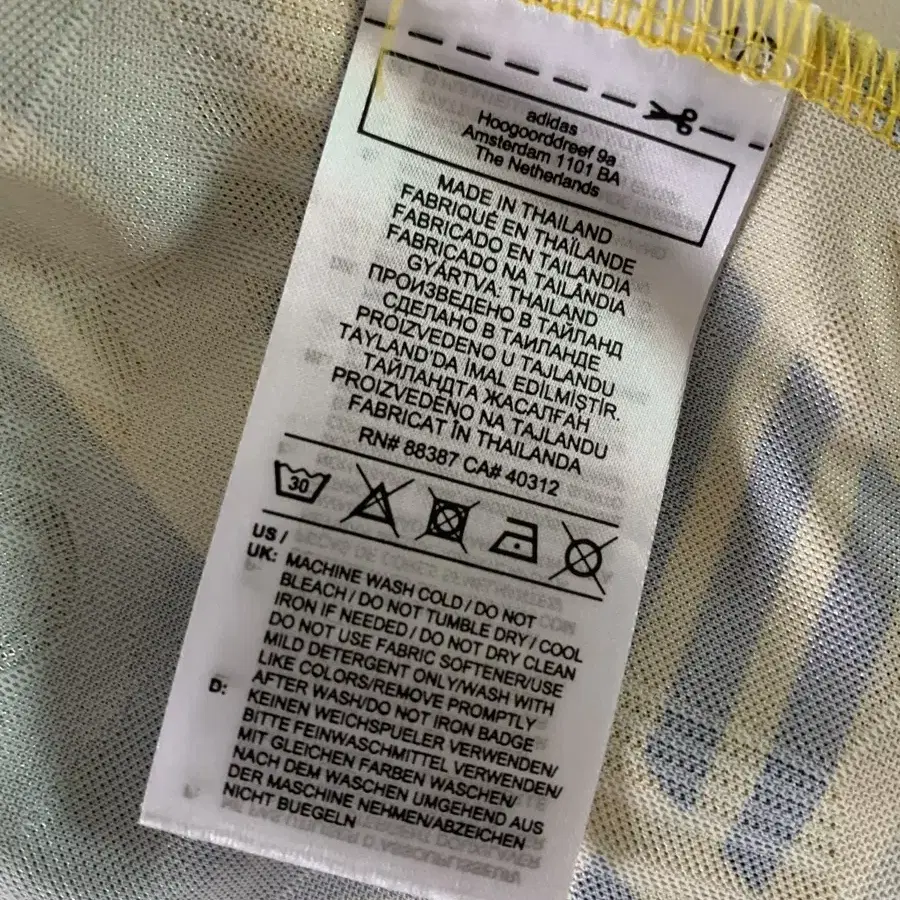 adidas
Hoogoorddreef 9a
Amsterdam 1101 BA
The Netherlands
MADE IN THAILAND
FABRIQUÉ EN THAÏLANDE
FABRICADO EN TAILANDIA
FABRICADO NA TAILÂNDIA
GYÁRTVA: THAILAND
ПРОИЗВЕДЕНО В ТАЙЛАНД
СДЕЛАНО В ТАИЛАНДЕ
PROIZVEDENO U TAJLANDU
TAYLAND'DA İMAL EDİLMİŞTİR.
ТАЙЛАНДТА ЖАСАЛҒАН
PROIZVEDENO NA TAJLANDU
FABRICAT ÎN THAILANDA
RN# 88387 CA# 40312
30
US /
UK: MACHINE WASH COLD / DO NOT
BLEACH / DO NOT TUMBLE DRY / COOL
IRON IF NEEDED / DO NOT DRY CLEAN
DO NOT USE FABRIC SOFTENER/USE
MILD DETERGENT ONLY/WASH WITH
LIKE COLORS/REMOVE PROMPTLY
AFTER WASH/DO NOT IRON BADGE
D: KEINEN WEICHSPUELER VERWENDEN/
BITTE FEINWASCHMITTEL VERWENDEN/
MIT GLEICHEN FARBEN WASCHEN/
NACH DEM WASCHEN UMGEHEND AUS
DER MASCHINE NEHMEN/ABZEICHEN
NICHT BUEGELN